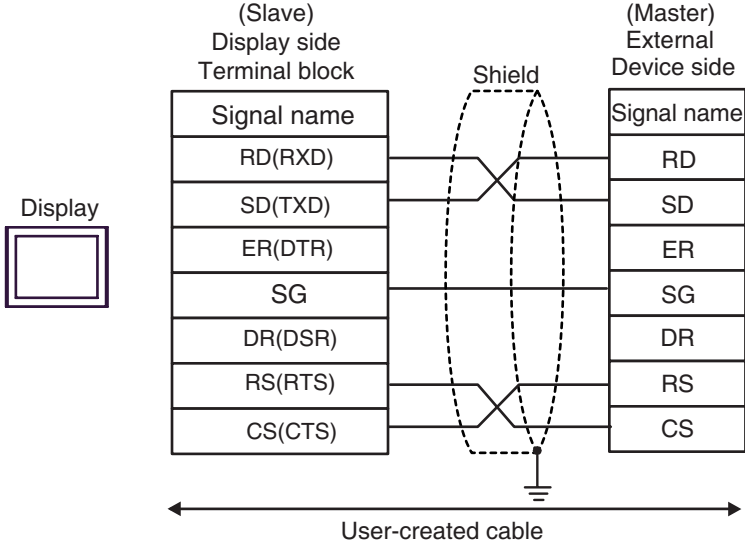 (Slave)
Display side
Terminal block
(Master)
External
Device side
Shield
Signal name
Signal name
RD(RXD)
RD
SD(TXD)
SD
Display
ER(DTR)
ER
SG
SG
DR(DSR)
DR
RS(RTS)
RS
CS(CTS)
CS
User-created cable